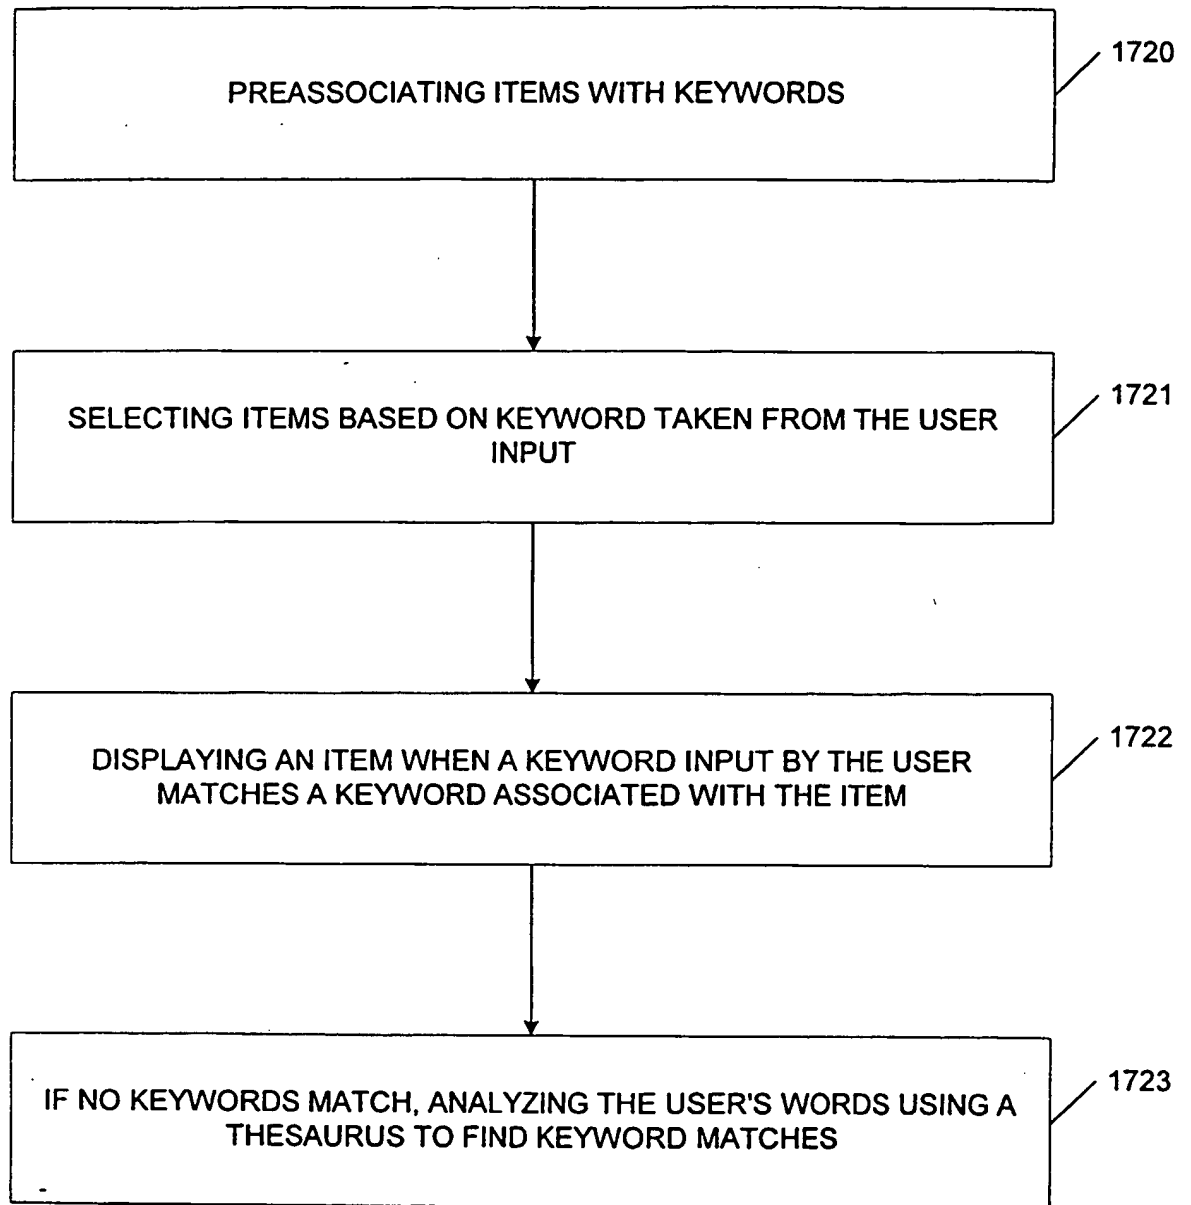 PREASSOCIATING ITEMS WITH KEYWORDS
1720
SELECTING ITEMS BASED ON KEYWORD TAKEN FROM THE USER
INPUT
1721
DISPLAYING AN ITEM WHEN A KEYWORD INPUT BY THE USER
MATCHES A KEYWORD ASSOCIATED WITH THE ITEM
1722
IF NO KEYWORDS MATCH, ANALYZING THE USER'S WORDS USING A
THESAURUS TO FIND KEYWORD MATCHES
1723